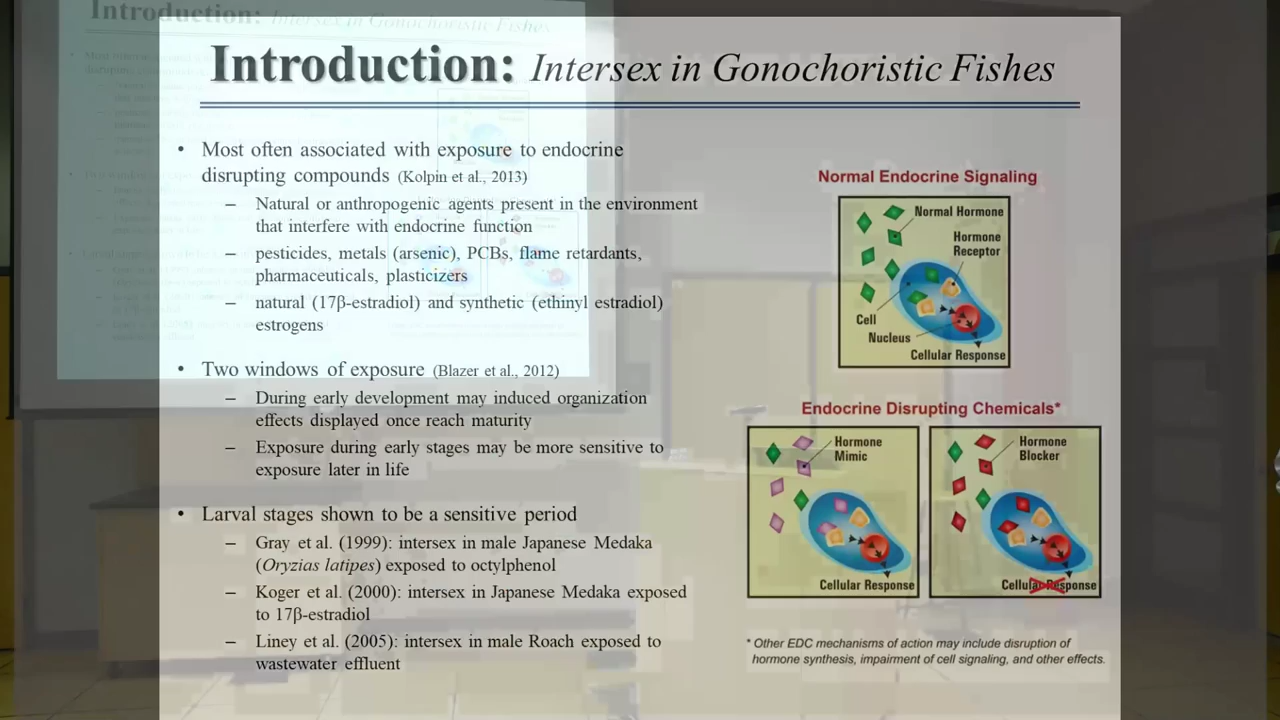 Introduction: Intersex in Gonochoristic Fishes
• Most often associated with exposure to endocrine
disrupting compounds (Kolpin et al., 2013)
– Natural or anthropogenic agents present in the environment
that interfere with endocrine function
– pesticides, metals (arsenic), PCBs, flame retardants,
pharmaceuticals, plasticizers
– natural (17β-estradiol) and synthetic (ethinyl estradiol)
estrogens
• Two windows of exposure (Blazer et al., 2012)
– During early development may induced organization
effects displayed once reach maturity
– Exposure during early stages may be more sensitive to
exposure later in life
• Larval stages shown to be a sensitive period
– Gray et al. (1999): intersex in male Japanese Medaka
(Oryzias latipes) exposed to octylphenol
– Koger et al. (2000): intersex in Japanese Medaka exposed
to 17β-estradiol
– Liney et al. (2005): intersex in male Roach exposed to
wastewater effluent
Normal Endocrine Signaling
Normal Hormone
Hormone
Receptor
Cell
Nucleus
Cellular Response
Endocrine Disrupting Chemicals*
Hormone
Mimic
Cellular Response
Hormone
Blocker
Cellular Response
* Other EDC mechanisms of action may include disruption of
hormone synthesis, impairment of cell signaling, and other effects.
Introduction: Intersex in Gonochoristic Fishes